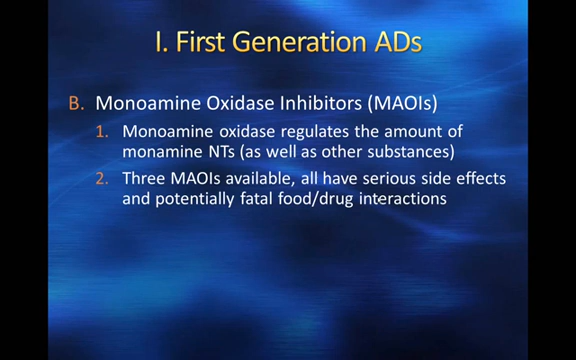 I. First Generation ADs
B. Monoamine Oxidase Inhibitors (MAOIs)
1. Monoamine oxidase regulates the amount of
monamine NTs (as well as other substances)
2. Three MAOIs available, all have serious side effects
and potentially fatal food/drug interactions